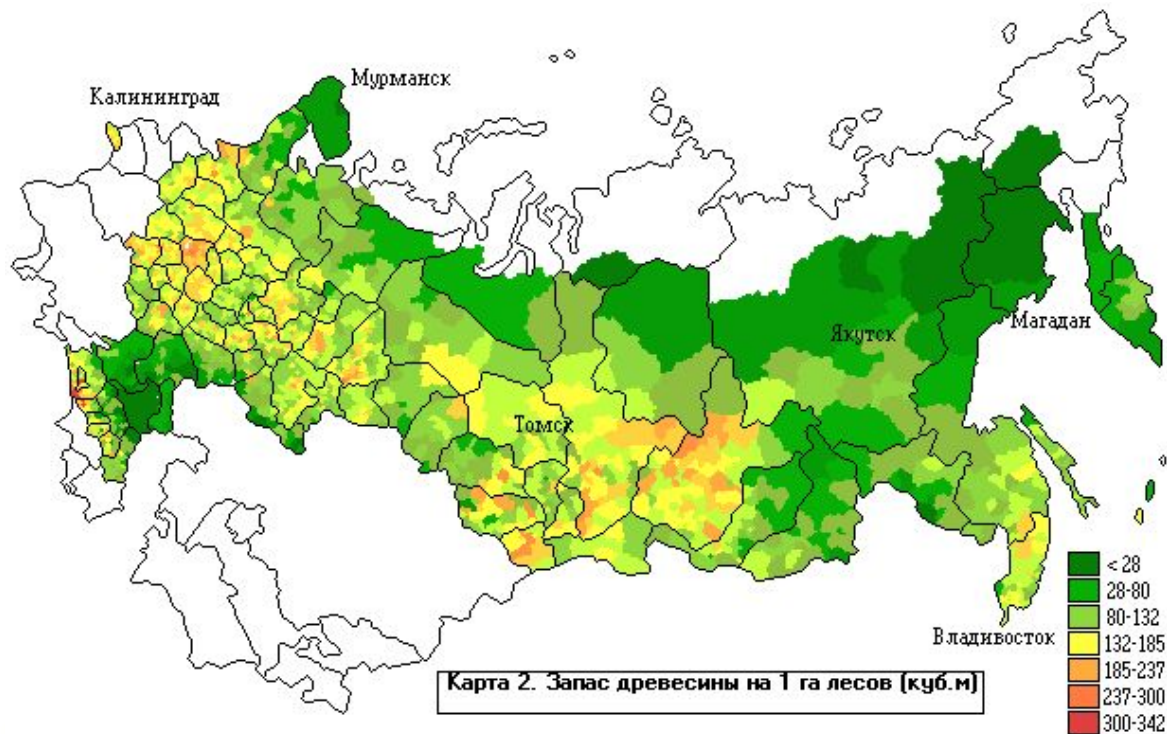 Мурманск
Калининград
Якутск
Магадан
Томск
< 28
28-80
80-132
132-185
Владивосток
185-237
237-300
300-342
Карта 2. Запас древесины на 1 га лесов (куб.м)